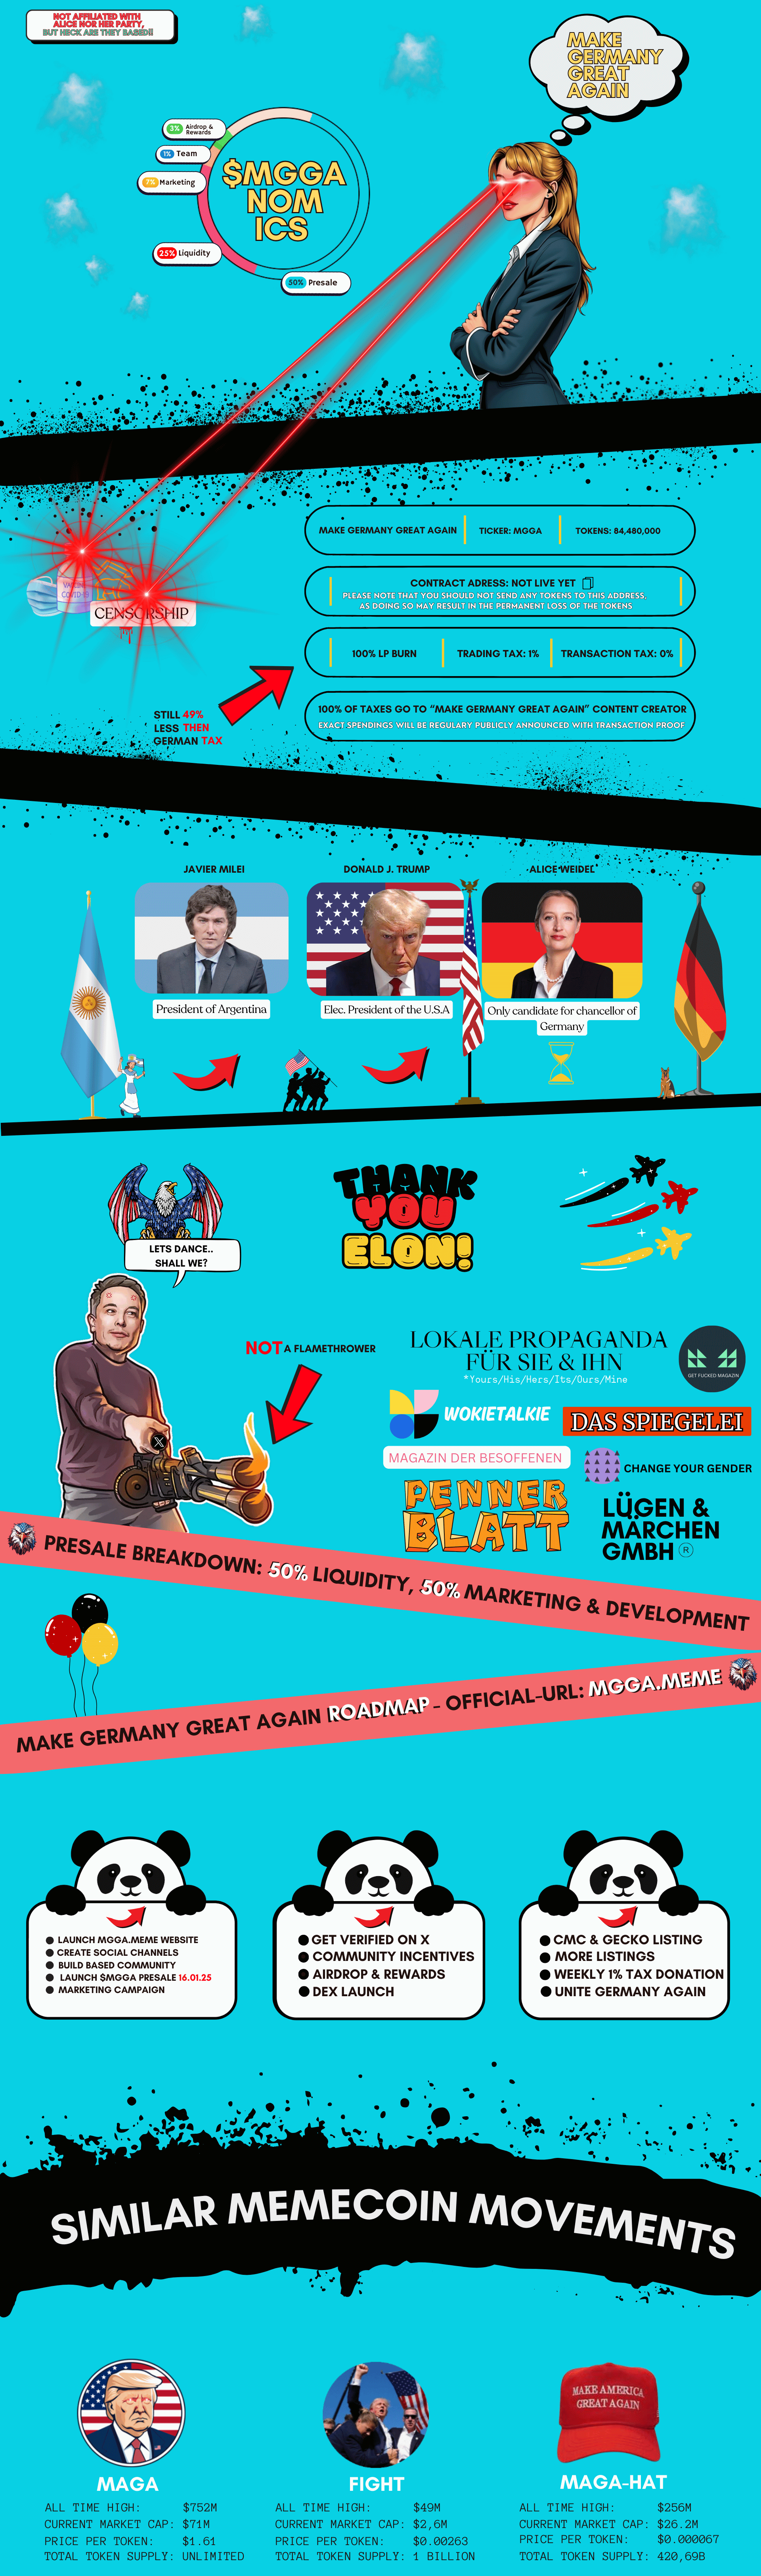 NOT AFFILIATED WITH
ALICE NOR HER PARTY,
BUT HECK ARE THEY BASED!!
MAKE
GERMANY
GREAT
AGAIN
3% Airdrop &
Rewards
1% Team
7% Marketing
25% Liquidity
50% Presale
$MGGA
NOM
ICS
MAKE GERMANY GREAT AGAIN
TICKER: MGGA
TOKENS: 84,480,000
CONTRACT ADRESS: NOT LIVE YET
PLEASE NOTE THAT YOU SHOULD NOT SEND ANY TOKENS TO THIS ADDRESS,
AS DOING SO MAY RESULT IN THE PERMANENT LOSS OF THE TOKENS
COVID-19
CENSORSHIP
100% LP BURN
TRADING TAX: 1%
TRANSACTION TAX: 0%
100% OF TAXES GO TO “MAKE GERMANY GREAT AGAIN” CONTENT CREATOR
EXACT SPENDINGS WILL BE REGULARY PUBLICLY ANNOUNCED WITH TRANSACTION PROOF
STILL 49%
LESS THEN
GERMAN TAX
JAVIER MILEI
DONALD J. TRUMP
ALICE WEIDEL
President of Argentina
Elec. President of the U.S.A
Only candidate for chancellor of
Germany
LETS DANCE..
SHALL WE?
THANK
YOU
ELON!
NOT A FLAMETHROWER
X
LOKALE PROPAGANDA
FÜR SIE & IHN
*Yours/His/Hers/Its/Ours/Mine
GET FUCKED MAGAZIN
WOKIETALKIE
DAS SPIEGELEI
MAGAZIN DER BESOFFENEN
CHANGE YOUR GENDER
PENNER
BLATT
LÜGEN &
MÄRCHEN
GMBH ®
PRESALE BREAKDOWN: 50% LIQUIDITY, 50% MARKETING & DEVELOPMENT
MAKE GERMANY GREAT AGAIN ROADMAP - OFFICIAL-URL: MGGA.MEME
LAUNCH MGGA.MEME WEBSITE
CREATE SOCIAL CHANNELS
BUILD BASED COMMUNITY
LAUNCH $MGGA PRESALE 16.01.25
MARKETING CAMPAIGN
GET VERIFIED ON X
COMMUNITY INCENTIVES
AIRDROP & REWARDS
DEX LAUNCH
CMC & GECKO LISTING
MORE LISTINGS
WEEKLY 1% TAX DONATION
UNITE GERMANY AGAIN
SIMILAR MEMECOIN MOVEMENTS
MAKE AMERICA
GREAT AGAIN
MAGA
ALL TIME HIGH: $752M
CURRENT MARKET CAP: $71M
PRICE PER TOKEN: $1.61
TOTAL TOKEN SUPPLY: UNLIMITED
FIGHT
ALL TIME HIGH: $49M
CURRENT MARKET CAP: $2,6M
PRICE PER TOKEN: $0.00263
TOTAL TOKEN SUPPLY: 1 BILLION
MAGA-HAT
ALL TIME HIGH: $256M
CURRENT MARKET CAP: $26.2M
PRICE PER TOKEN: $0.000067
TOTAL TOKEN SUPPLY: 420,69B